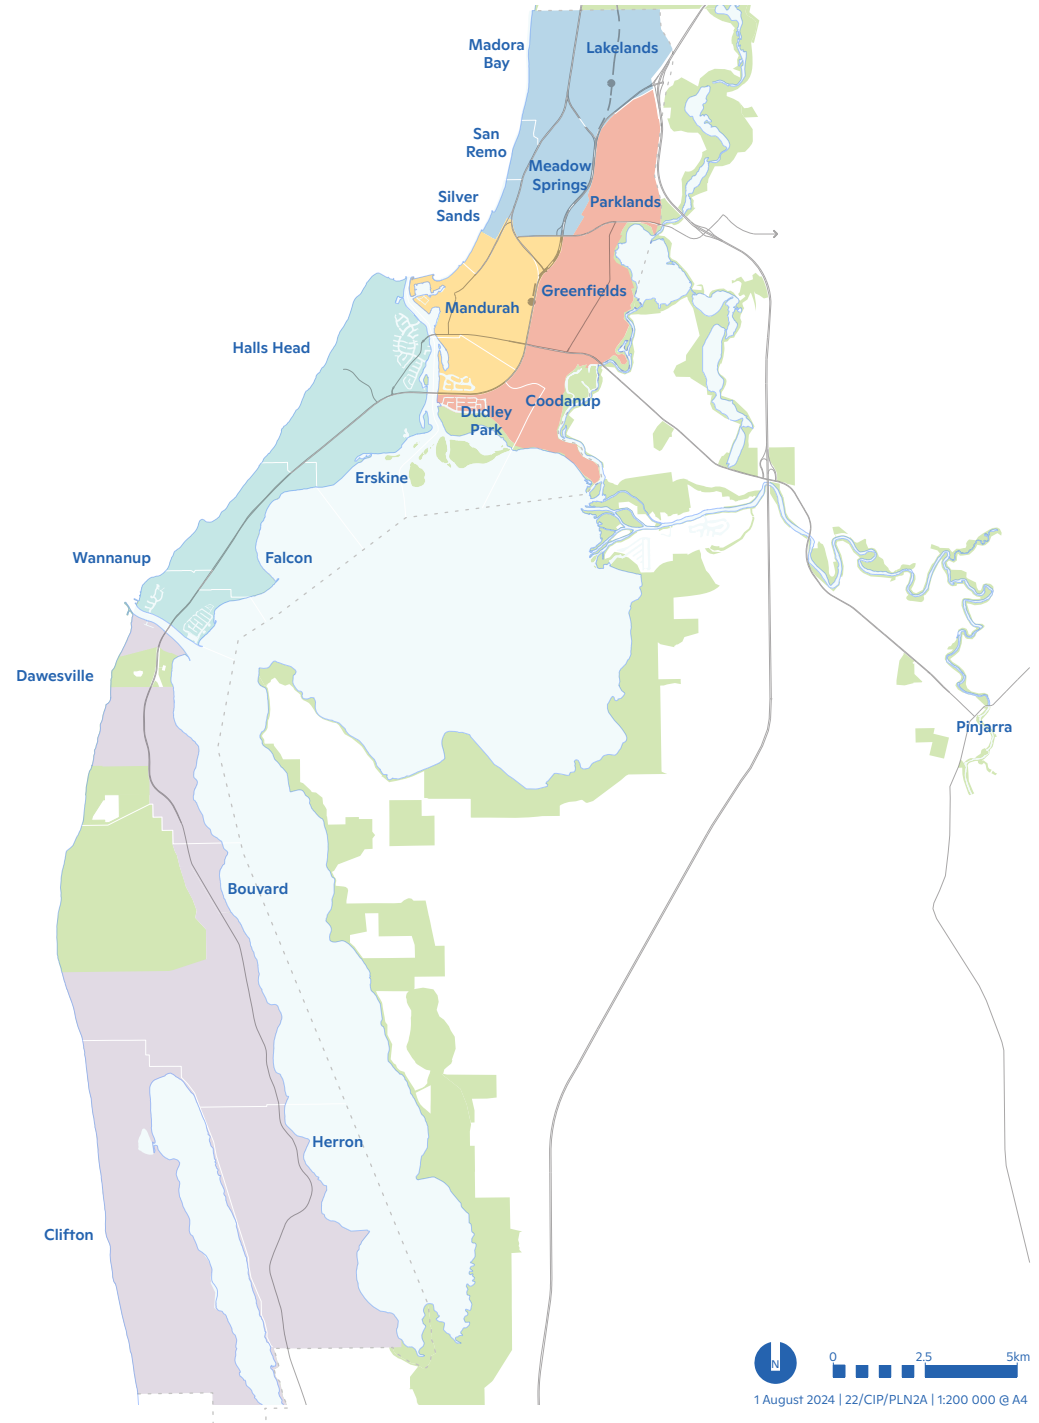 Madora
Bay
Lakelands
San
Remo
Meadow
Springs
Silver
Sands
Parklands
Greenfields
Mandurah
Halls Head
Coodanup
Dudley
Park
Erskine
Wannanup
Falcon
Dawesville
Pinjarra
Bouvard
Herron
Clifton
N
0 2.5 5km
1 August 2024 | 22/CIP/PLN2A | 1:200 000 @ A4